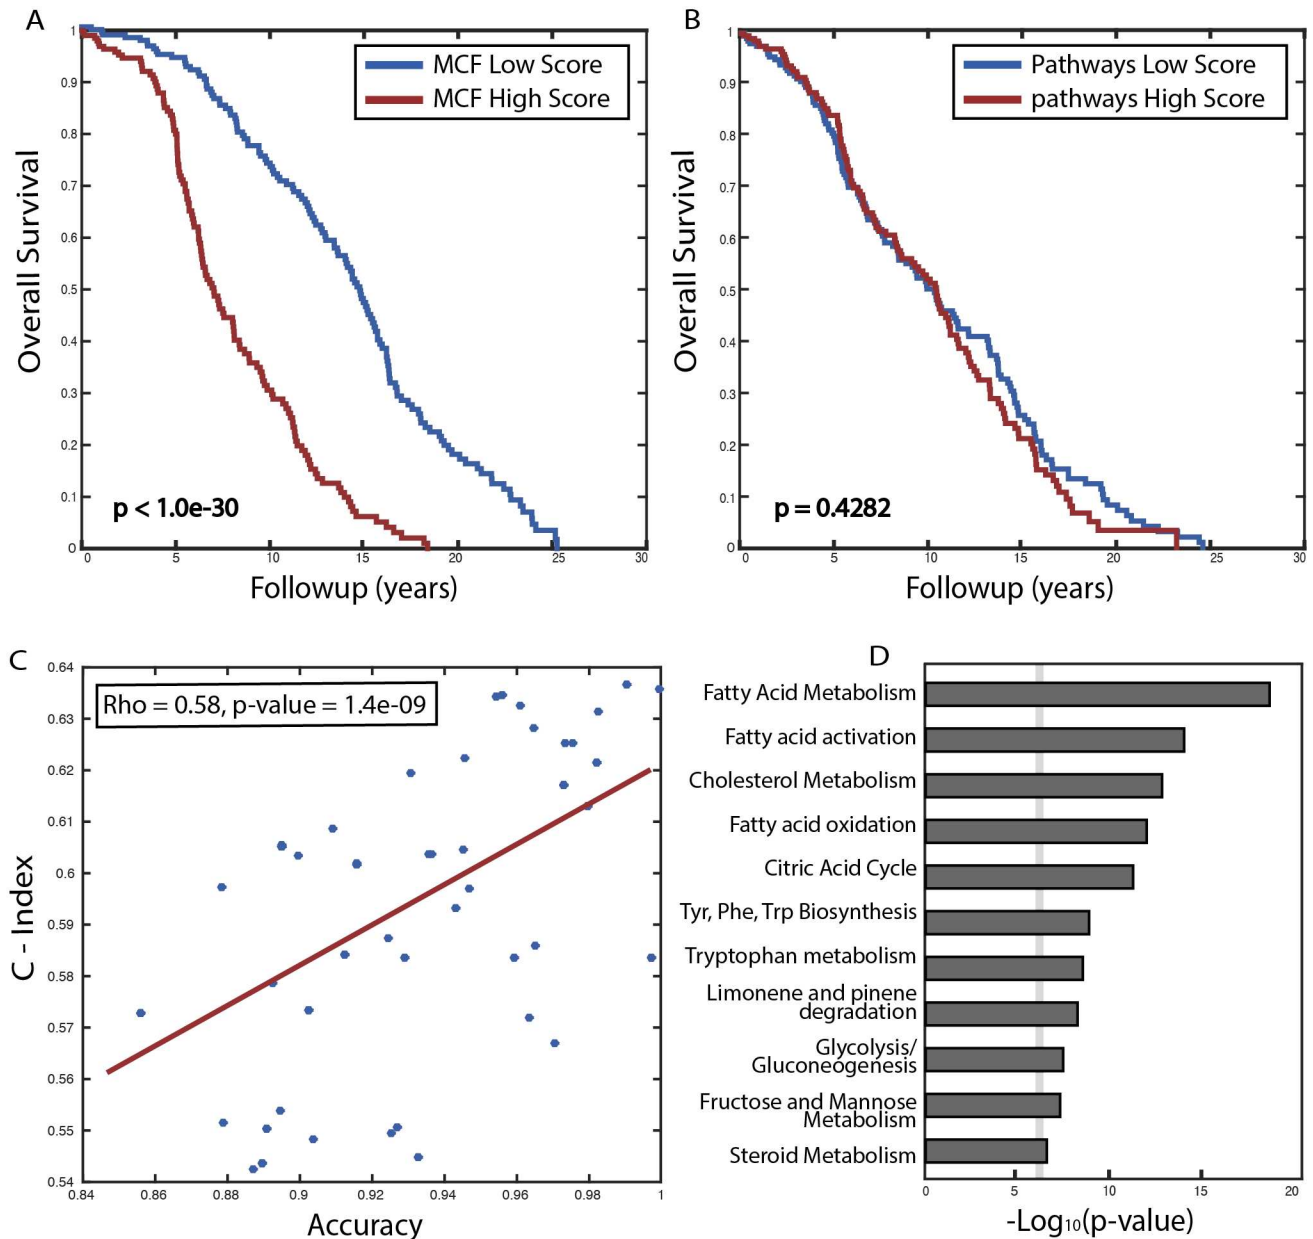 A
MCF Low Score
MCF High Score
Overall Survival
1
0.9
0.8
0.7
0.6
0.5
0.4
0.3
0.2
0.1
0
p < 1.0e-30
0 5 10 15 20 25 30
Followup (years)
B
Pathways Low Score
pathways High Score
Overall Survival
1
0.9
0.8
0.7
0.6
0.5
0.4
0.3
0.2
0.1
0
p = 0.4282
0 5 10 15 20 25 30
Followup (years)
C
Rho = 0.58, p-value = 1.4e-09
C - Index
0.64
0.63
0.62
0.61
0.6
0.59
0.58
0.57
0.56
0.55
0.54
0.84 0.86 0.88 0.9 0.92 0.94 0.96 0.98 1
Accuracy
D
Fatty Acid Metabolism
Fatty acid activation
Cholesterol Metabolism
Fatty acid oxidation
Citric Acid Cycle
Tyr, Phe, Trp Biosynthesis
Tryptophan metabolism
Limonene and pinene
degradation
Glycolysis/
Gluconeogenesis
Fructose and Mannose
Metabolism
Steroid Metabolism
0 5 10 15 20
-Log₁₀(p-value)